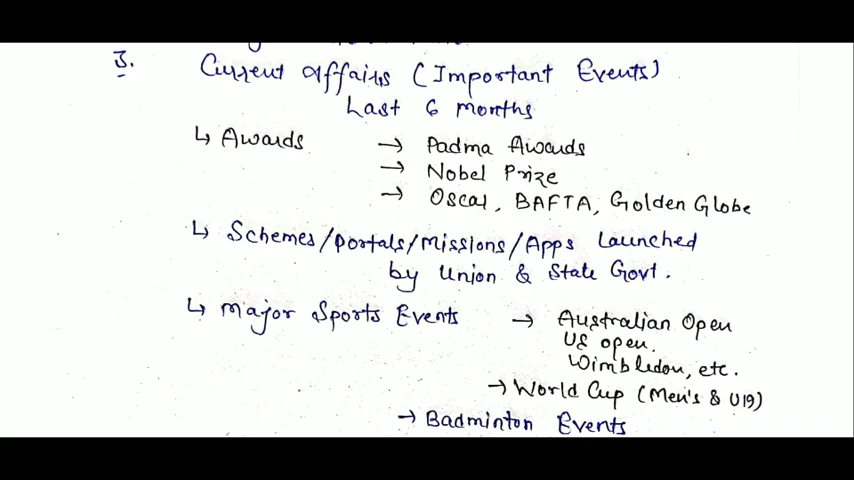 3. Current affairs (Important Events)
Last 6 months
↳ Awards → Padma Awards
→ Nobel Prize
→ Oscar, BAFTA, Golden Globe
↳ Schemes/portals/Missions/Apps Launched
by Union & State Govt.
↳ Major Sports Events → Australian Open
US open.
Wimbledon, etc.
→ World Cup (Men's & U19)
→ Badminton Events